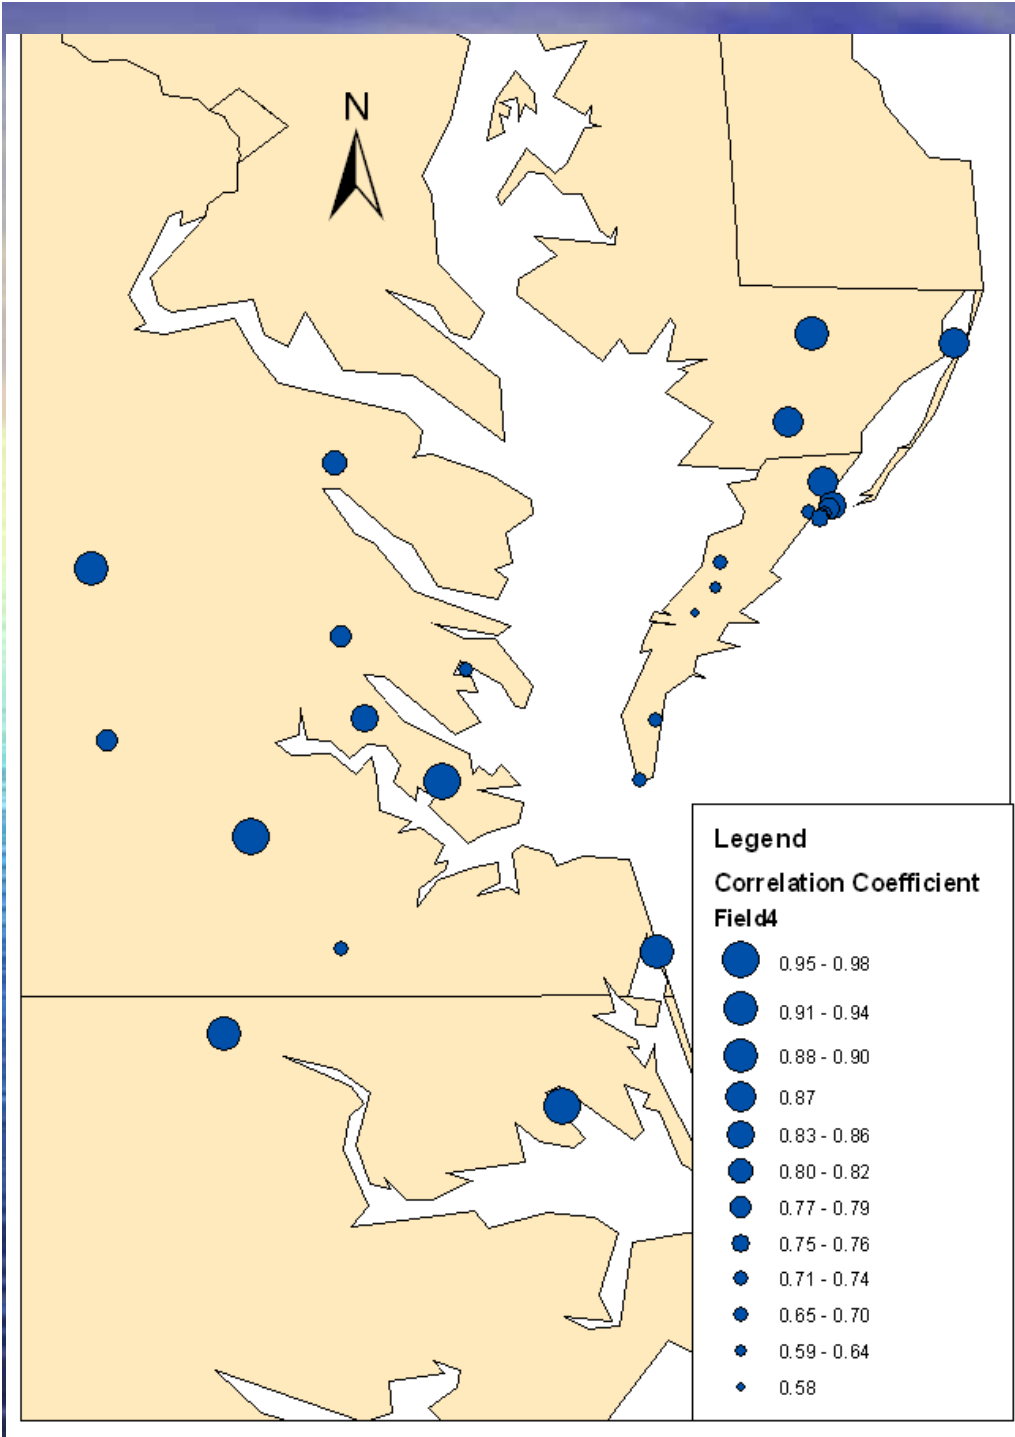 N
Legend
Correlation Coefficient
Field4
0.95 - 0.98
0.91 - 0.94
0.88 - 0.90
0.87
0.83 - 0.86
0.80 - 0.82
0.77 - 0.79
0.75 - 0.76
0.71 - 0.74
0.65 - 0.70
0.59 - 0.64
0.58